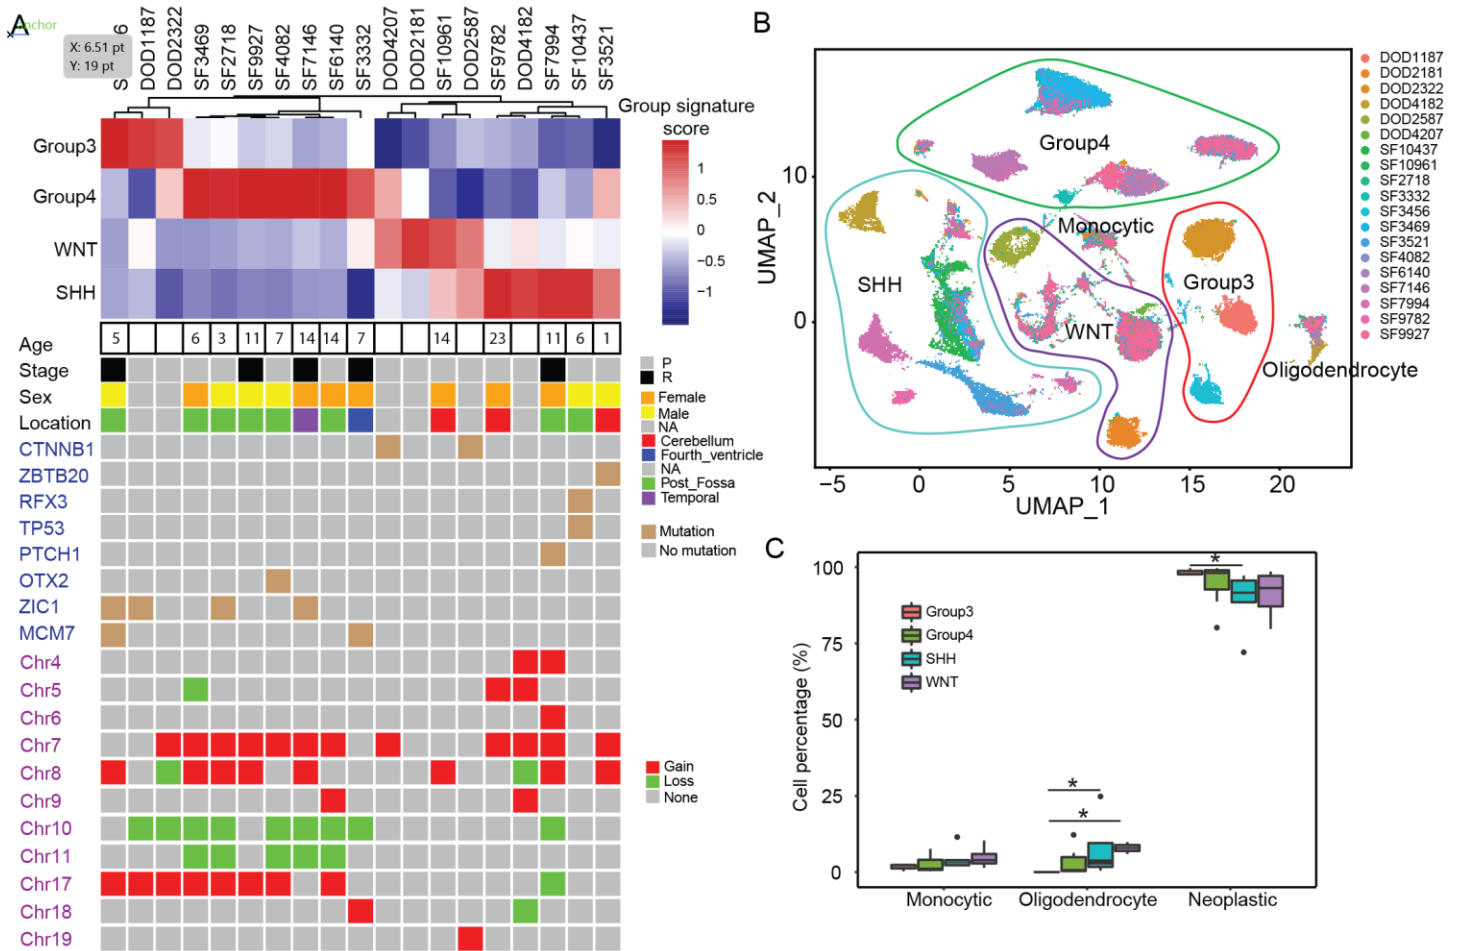 A
anchor
X: 6.51 pt
Y: 19 pt
6
DOD1187
DOD2322
SF3469
SF2718
SF9927
SF4082
SF7146
SF6140
SF3332
DOD4207
DOD2181
SF10961
DOD2587
SF9782
DOD4182
SF7994
SF10437
SF3521
Group3
Group4
WNT
SHH
Group signature
score
1
0.5
0
−0.5
−1
Age
5 6 3 11 7 14 14 7 14 23 11 6 1
Stage
Sex
Location
CTNNB1
ZBTB20
RFX3
TP53
PTCH1
OTX2
ZIC1
MCM7
Chr4
Chr5
Chr6
Chr7
Chr8
Chr9
Chr10
Chr11
Chr17
Chr18
Chr19
P
R
Female
Male
NA
Cerebellum
Fourth_ventricle
NA
Post_Fossa
Temporal
Mutation
No mutation
Gain
Loss
None
B
UMAP_2
10
0
Group4
Monocytic
SHH
Group3
WNT
Oligodendrocyte
−5 0 5 10 15 20
UMAP_1
DOD1187
DOD2181
DOD2322
DOD4182
DOD2587
DOD4207
SF10437
SF10961
SF2718
SF3332
SF3456
SF3469
SF3521
SF4082
SF6140
SF7146
SF7994
SF9782
SF9927
C
Cell percentage (%)
100
75
50
25
0
Group3
Group4
SHH
WNT
*
*
*
Monocytic Oligodendrocyte Neoplastic